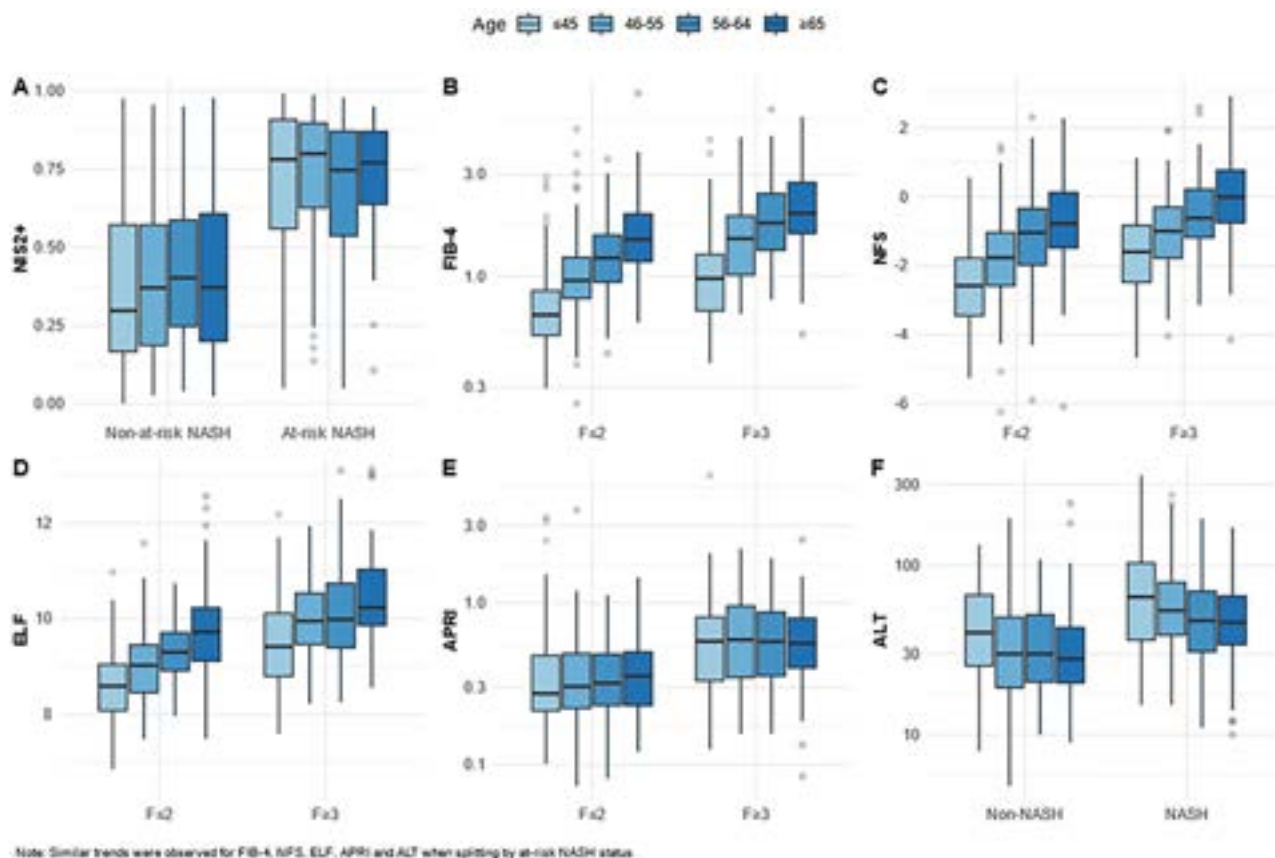 Age ≤45 46-55 56-64 ≥65
A
1.00
0.75
0.50
0.25
0.00
NIS2+
Non-at-risk NASH At-risk NASH
B
3.0
1.0
0.3
FIB-4
F≤2 F≥3
C
2
0
-2
-4
-6
NFS
F≤2 F≥3
D
12
10
8
ELF
F≤2 F≥3
E
3.0
1.0
0.3
0.1
APRI
F≤2 F≥3
F
300
100
30
10
ALT
Non-NASH NASH
Note: Similar trends were observed for FIB-4, NFS, ELF, APRI and ALT when splitting by at-risk NASH status